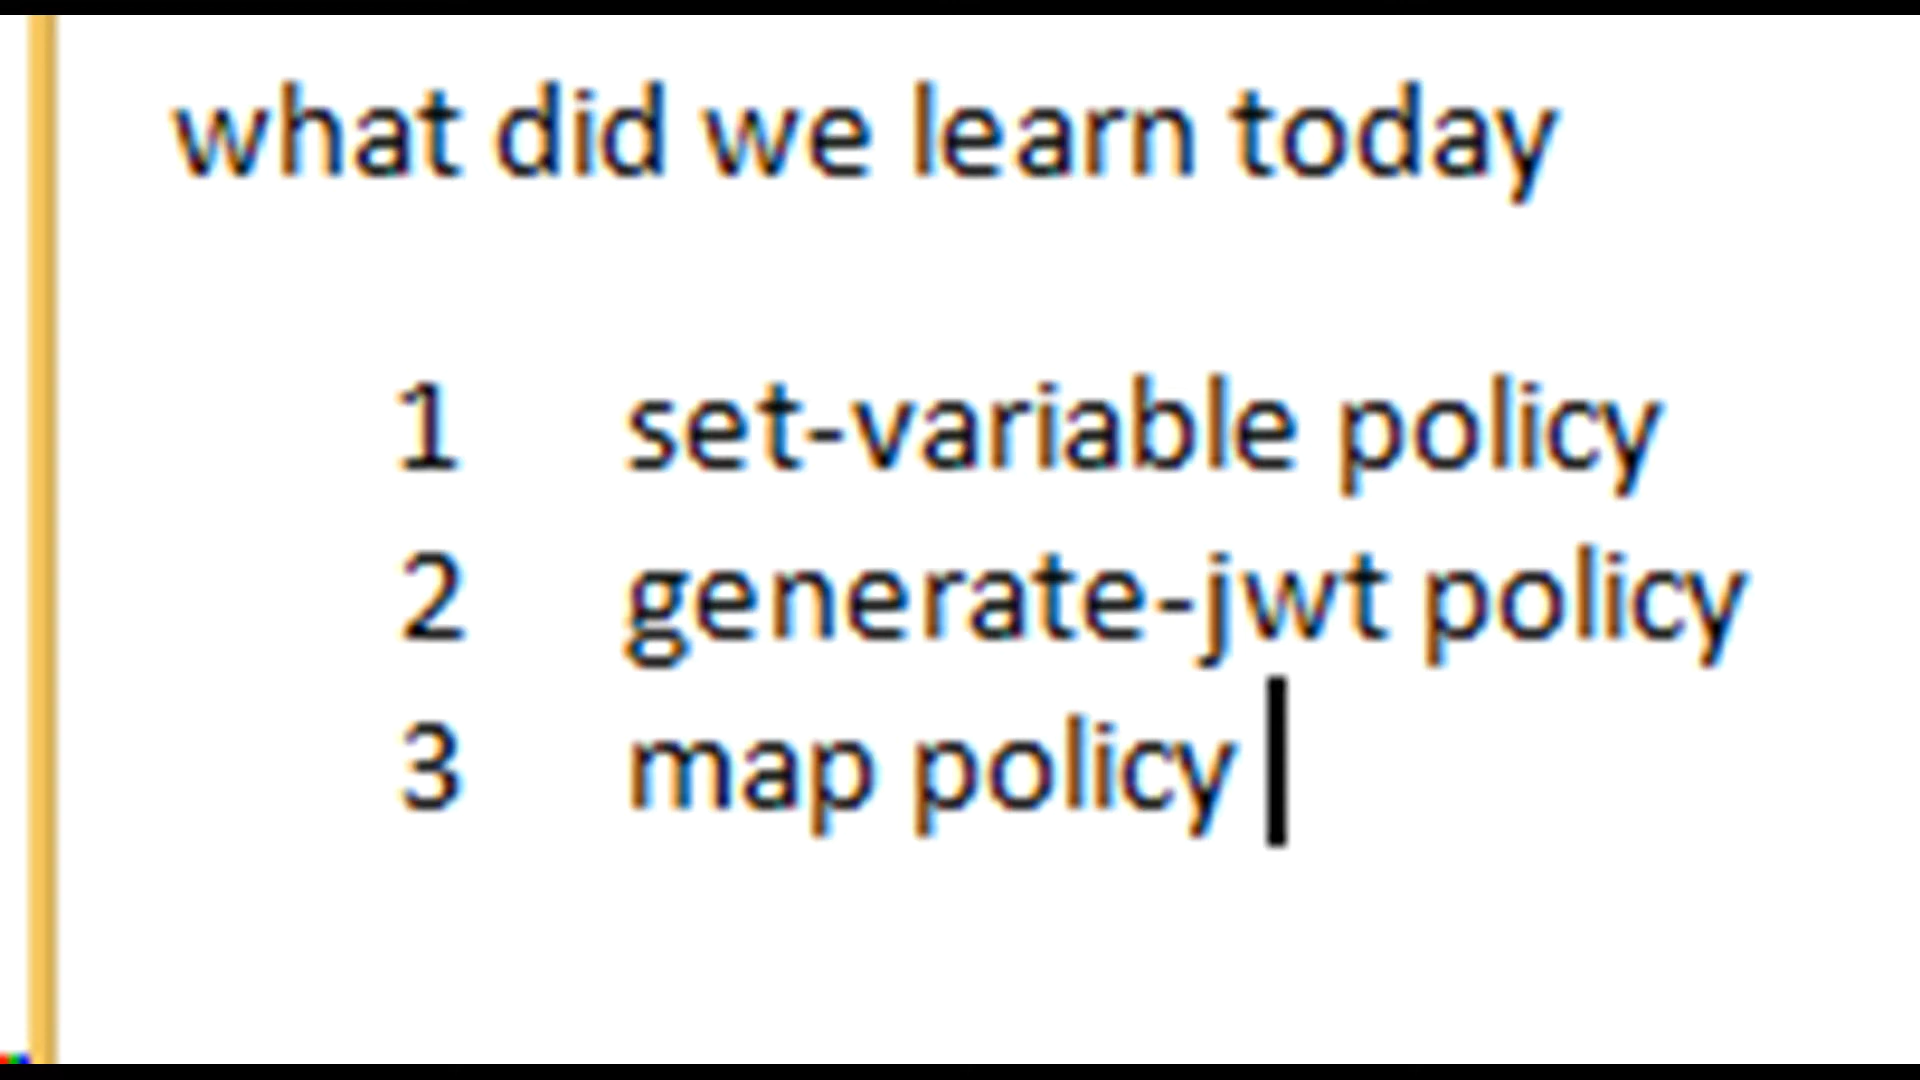 what did we learn today
1 set-variable policy
2 generate-jwt policy
3 map policy